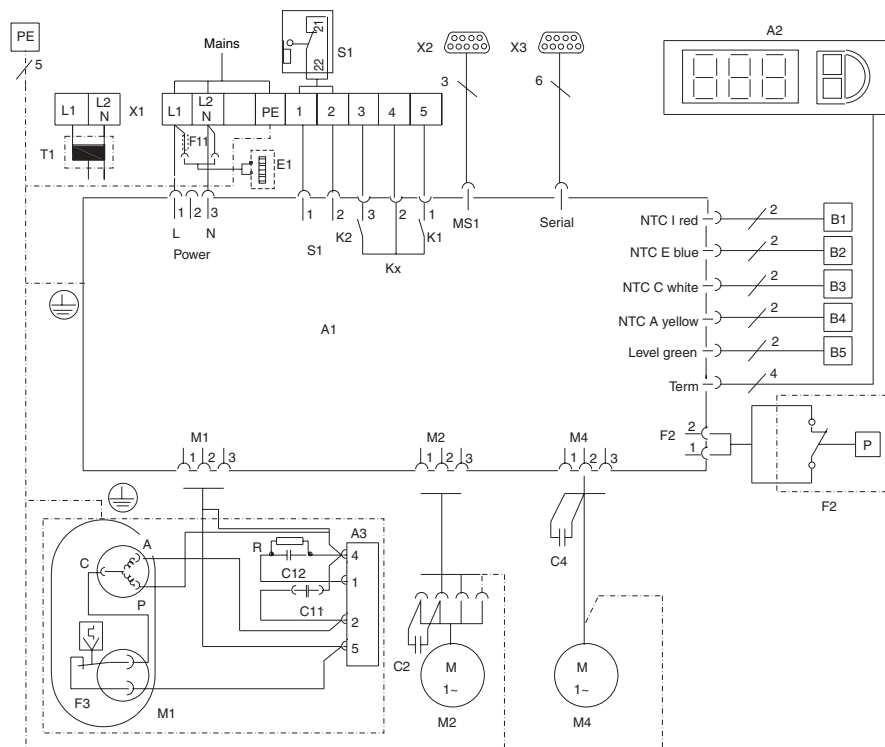 PE
5
Mains
21
22
S1
X2
X3
A2
3
6
L1
L2
N
X1
L1
L2
N
PE
1
2
3
4
5
T1
F11
E1
1
2
3
L
N
Power
1
2
S1
3
2
1
K2
K1
Kx
MS1
Serial
NTC I red
2
B1
NTC E blue
2
B2
NTC C white
2
B3
NTC A yellow
2
B4
Level green
2
B5
Term
4
A1
M1
1 2 3
M2
1 2 3
M4
1 2 3
F2
2
1
P
F2
A
C
P
F3
M1
R
C12
C11
A3
4
1
2
5
C2
M
1~
M2
C4
M
1~
M4